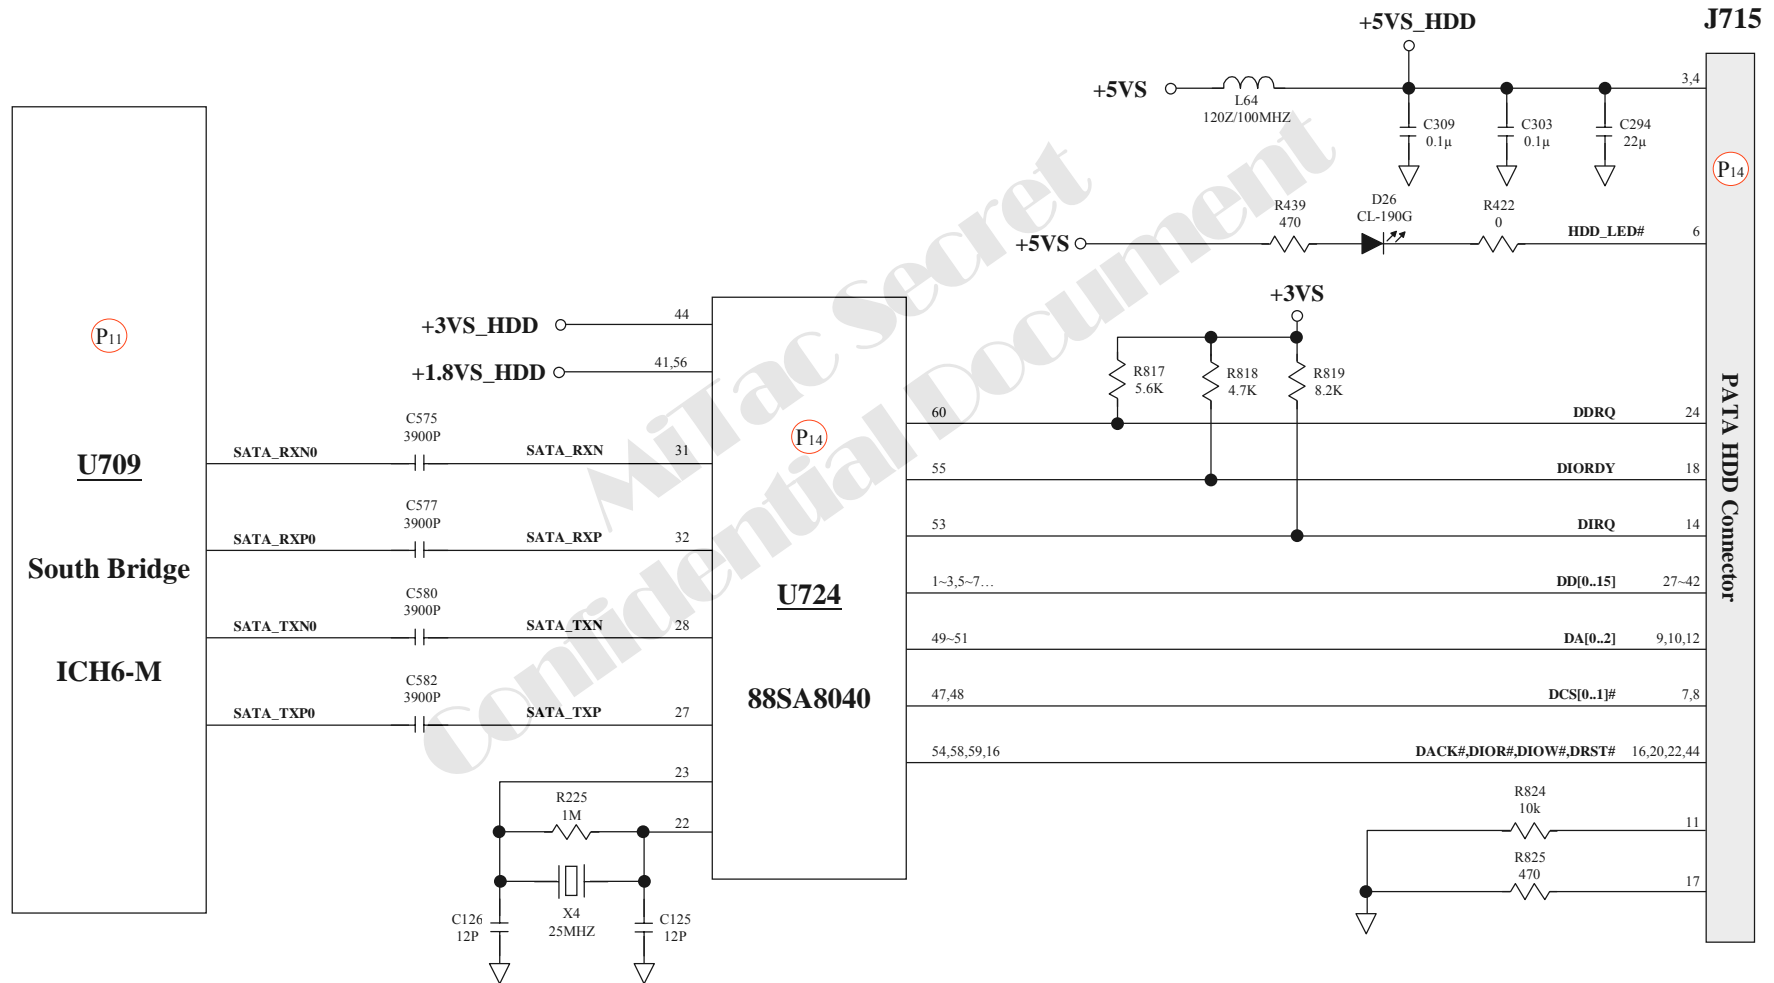 J715
+5VS_HDD
3,4
+5VS
L64
120Z/100MHZ
C309
0.1µ
C303
0.1µ
C294
22µ
P14
R439
470
D26
CL-190G
R422
0
HDD_LED#
6
+5VS
+3VS
+3VS_HDD
44
P11
+1.8VS_HDD
41,56
R817
5.6K
R818
4.7K
R819
8.2K
PATA HDD Connector
C575
3900P
60
DDRQ
24
P14
SATA_RXN0
SATA_RXN
31
U709
55
DIORDY
18
C577
3900P
53
DIRQ
14
SATA_RXP0
SATA_RXP
32
South Bridge
1~3,5~7…
DD[0..15]
27~42
C580
3900P
U724
SATA_TXN0
SATA_TXN
28
49~51
DA[0..2]
9,10,12
ICH6-M
C582
3900P
88SA8040
47,48
DCS[0..1]#
7,8
SATA_TXP0
SATA_TXP
27
54,58,59,16
DACK#,DIOR#,DIOW#,DRST#
16,20,22,44
23
R225
1M
22
R824
10k
11
R825
470
17
X4
25MHZ
C126
12P
C125
12P
MiTac Secret
Confidential Document